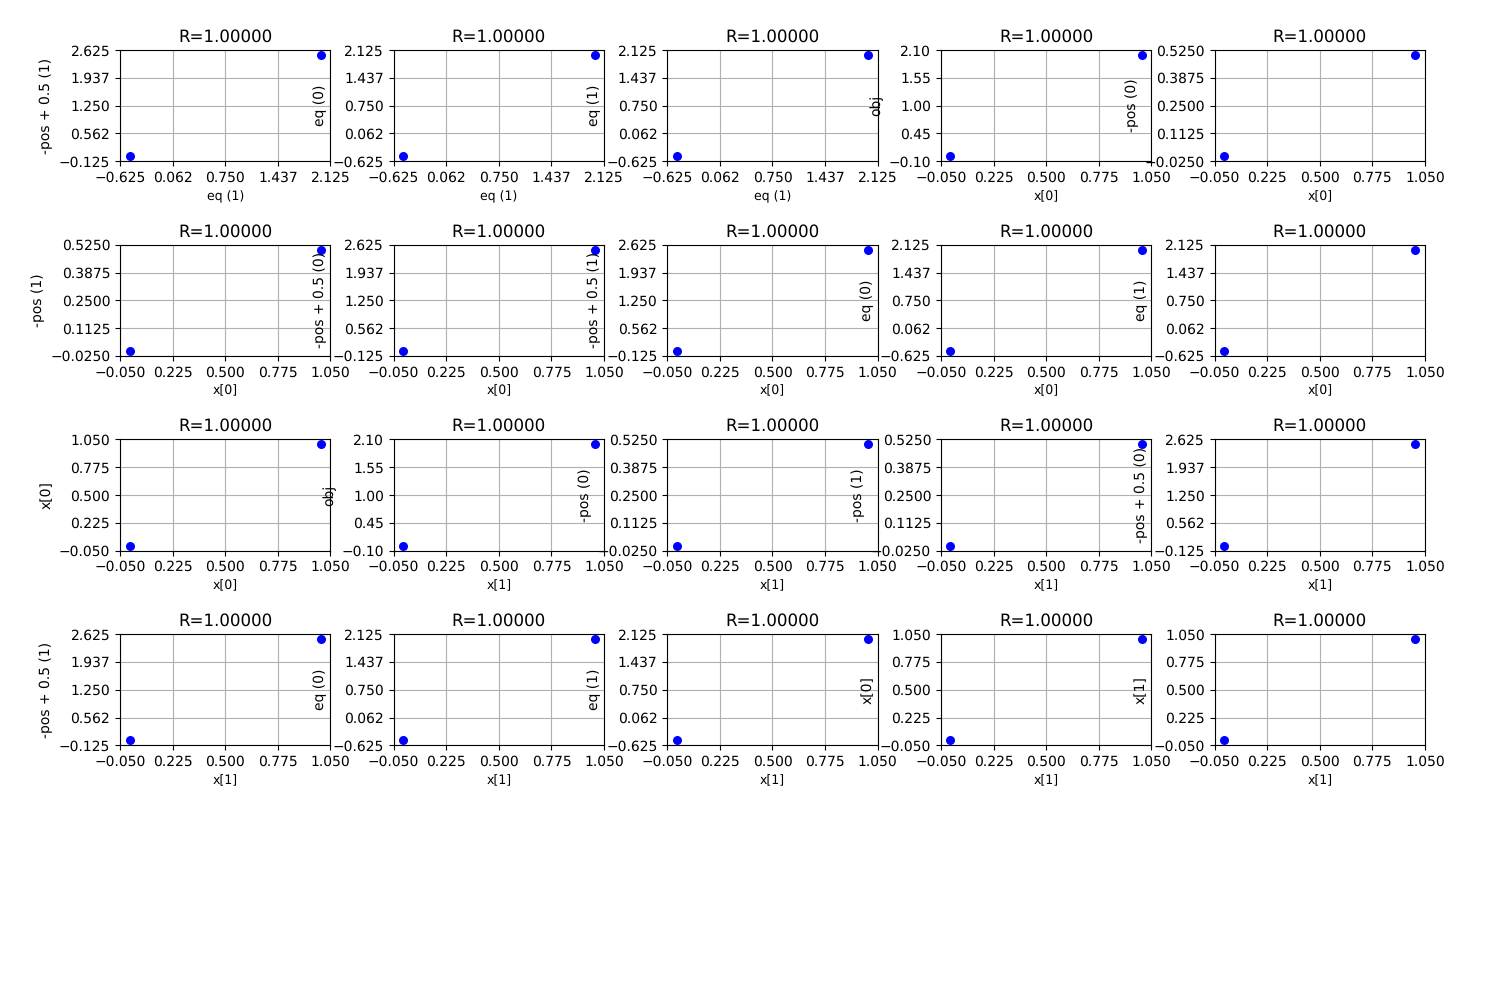 R=1.00000 R=1.00000 R=1.00000 R=1.00000 R=1.00000
-pos + 0.5 (1) eq (0) eq (1) obj -pos (0)
2.625 2.125 2.125 2.10 0.5250
1.937 1.437 1.437 1.55 0.3875
1.250 0.750 0.750 1.00 0.2500
0.562 0.062 0.062 0.45 0.1125
−0.125 −0.625 −0.625 −0.10 −0.0250
−0.625 0.062 0.750 1.437 2.125 −0.625 0.062 0.750 1.437 2.125 −0.625 0.062 0.750 1.437 2.125 −0.050 0.225 0.500 0.775 1.050 −0.050 0.225 0.500 0.775 1.050
eq (1) eq (1) eq (1) x[0] x[0]
R=1.00000 R=1.00000 R=1.00000 R=1.00000 R=1.00000
-pos (1) -pos + 0.5 (0) -pos + 0.5 (1) eq (0) eq (1)
0.5250 2.625 2.625 2.125 2.125
0.3875 1.937 1.937 1.437 1.437
0.2500 1.250 1.250 0.750 0.750
0.1125 0.562 0.562 0.062 0.062
−0.0250 −0.125 −0.125 −0.625 −0.625
−0.050 0.225 0.500 0.775 1.050 −0.050 0.225 0.500 0.775 1.050 −0.050 0.225 0.500 0.775 1.050 −0.050 0.225 0.500 0.775 1.050 −0.050 0.225 0.500 0.775 1.050
x[0] x[0] x[0] x[0] x[0]
R=1.00000 R=1.00000 R=1.00000 R=1.00000 R=1.00000
x[0] obj -pos (0) -pos (1) -pos + 0.5 (0)
1.050 2.10 0.5250 0.5250 2.625
0.775 1.55 0.3875 0.3875 1.937
0.500 1.00 0.2500 0.2500 1.250
0.225 0.45 0.1125 0.1125 0.562
−0.050 −0.10 −0.0250 −0.0250 −0.125
−0.050 0.225 0.500 0.775 1.050 −0.050 0.225 0.500 0.775 1.050 −0.050 0.225 0.500 0.775 1.050 −0.050 0.225 0.500 0.775 1.050 −0.050 0.225 0.500 0.775 1.050
x[0] x[1] x[1] x[1] x[1]
R=1.00000 R=1.00000 R=1.00000 R=1.00000 R=1.00000
-pos + 0.5 (1) eq (0) eq (1) x[0] x[1]
2.625 2.125 2.125 1.050 1.050
1.937 1.437 1.437 0.775 0.775
1.250 0.750 0.750 0.500 0.500
0.562 0.062 0.062 0.225 0.225
−0.125 −0.625 −0.625 −0.050 −0.050
−0.050 0.225 0.500 0.775 1.050 −0.050 0.225 0.500 0.775 1.050 −0.050 0.225 0.500 0.775 1.050 −0.050 0.225 0.500 0.775 1.050 −0.050 0.225 0.500 0.775 1.050
x[1] x[1] x[1] x[1] x[1]